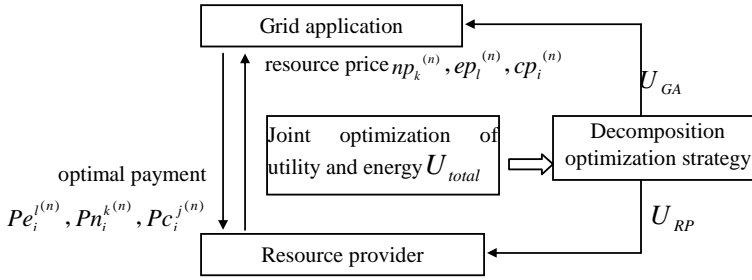 Grid application
resource price np_k^(n), ep_l^(n), cp_i^(n)
U_GA
Joint optimization of
utility and energy U_total
Decomposition
optimization strategy
optimal payment
Pe_i^l(n), Pn_i^k(n), Pc_i^j(n)
U_RP
Resource provider